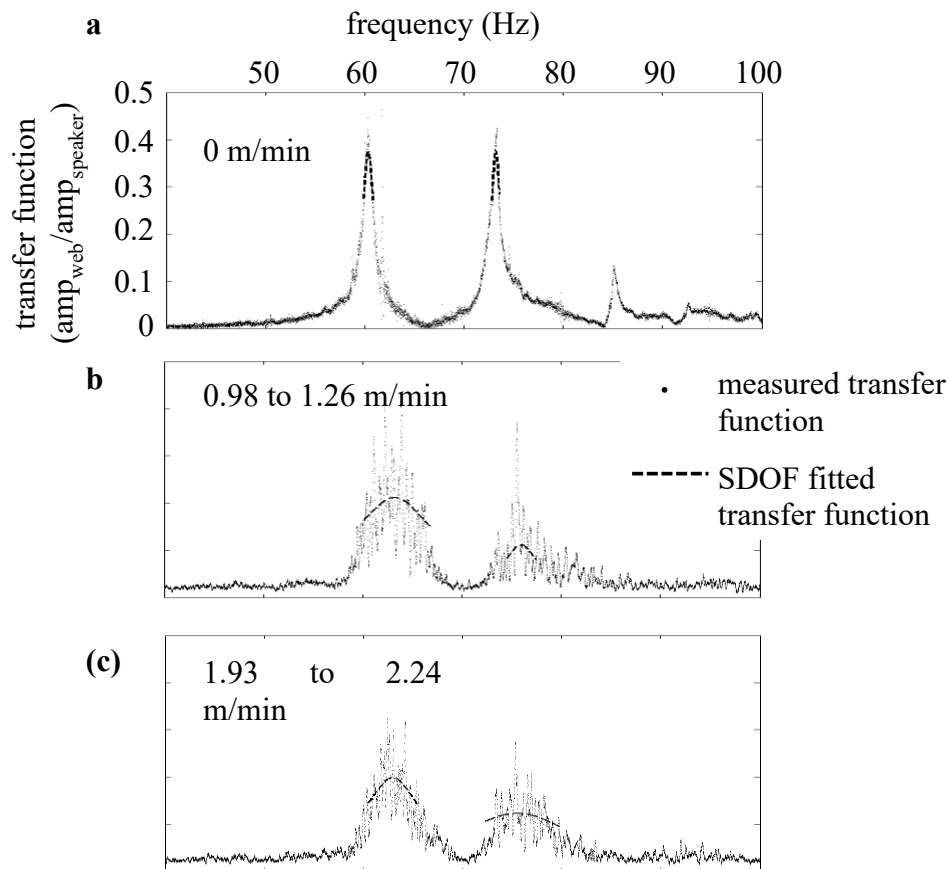 a
frequency (Hz)
50 60 70 80 90 100
transfer function
(amp_web/amp_speaker)
0.5
0.4
0.3
0.2
0.1
0
0 m/min
b
0.98 to 1.26 m/min
measured transfer
function
SDOF fitted
transfer function
(c)
1.93 to 2.24
m/min